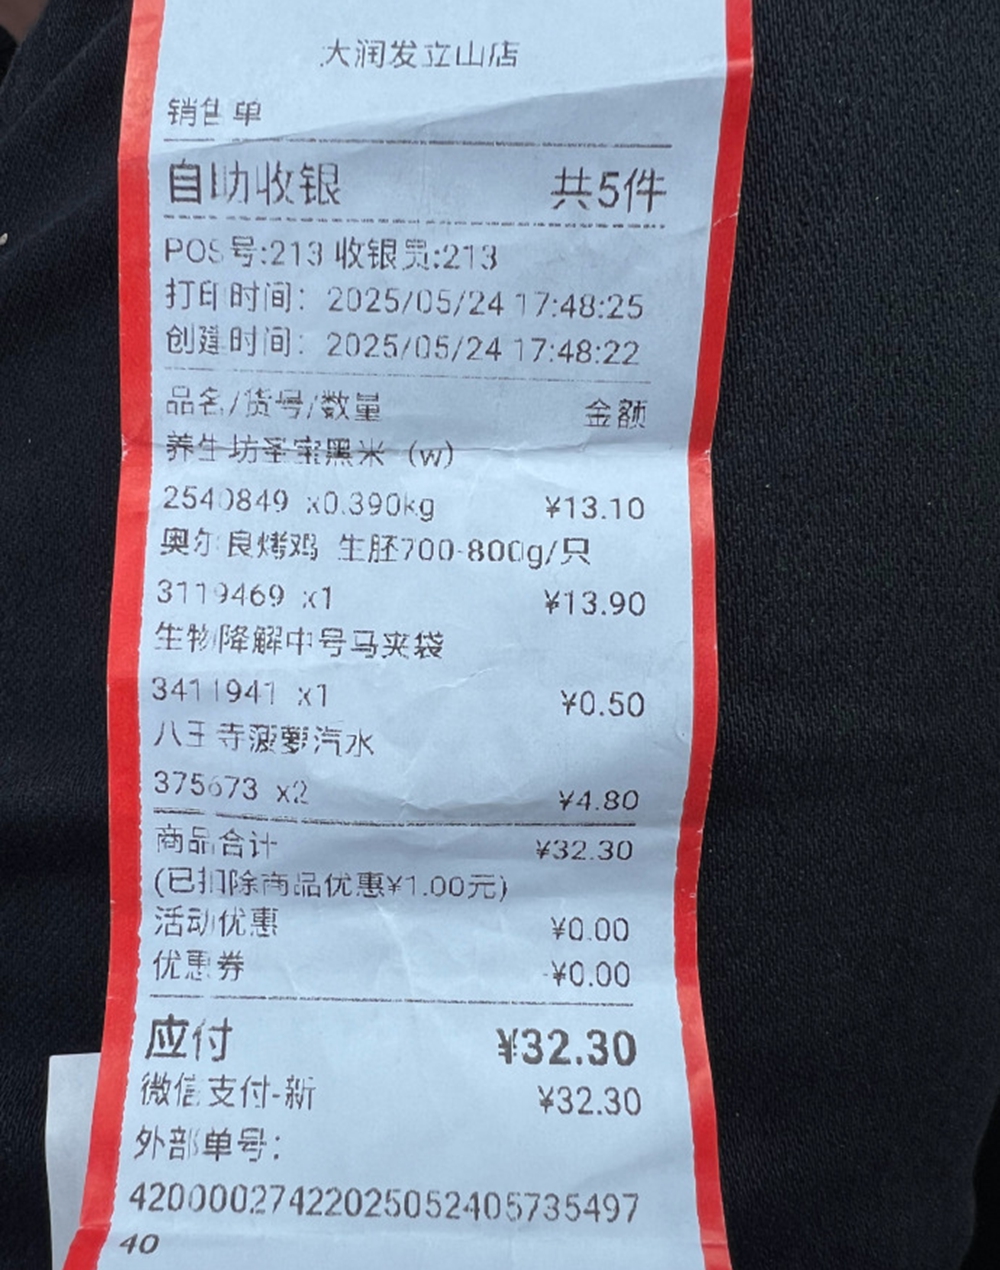 大润发立山店
销售单
自助收银 共5件
POS号:213 收银员:213
打印时间: 2025/05/24 17:48:25
创建时间: 2025/05/24 17:48:22
品名/货号/数量 金额
养生坊圣宝黑米（w）
2540849 x0.390kg ¥13.10
奥尔良烤鸡 生胚700-800g/只
3119469 x1 ¥13.90
生物降解中号马夹袋
3411941 x1 ¥0.50
八王寺菠萝汽水
375673 x2 ¥4.80
商品合计 ¥32.30
(已扣除商品优惠¥1.00元)
活动优惠 ¥0.00
优惠券 -¥0.00
应付 ¥32.30
微信支付-新 ¥32.30
外部单号:
42000027422025052405735497
40